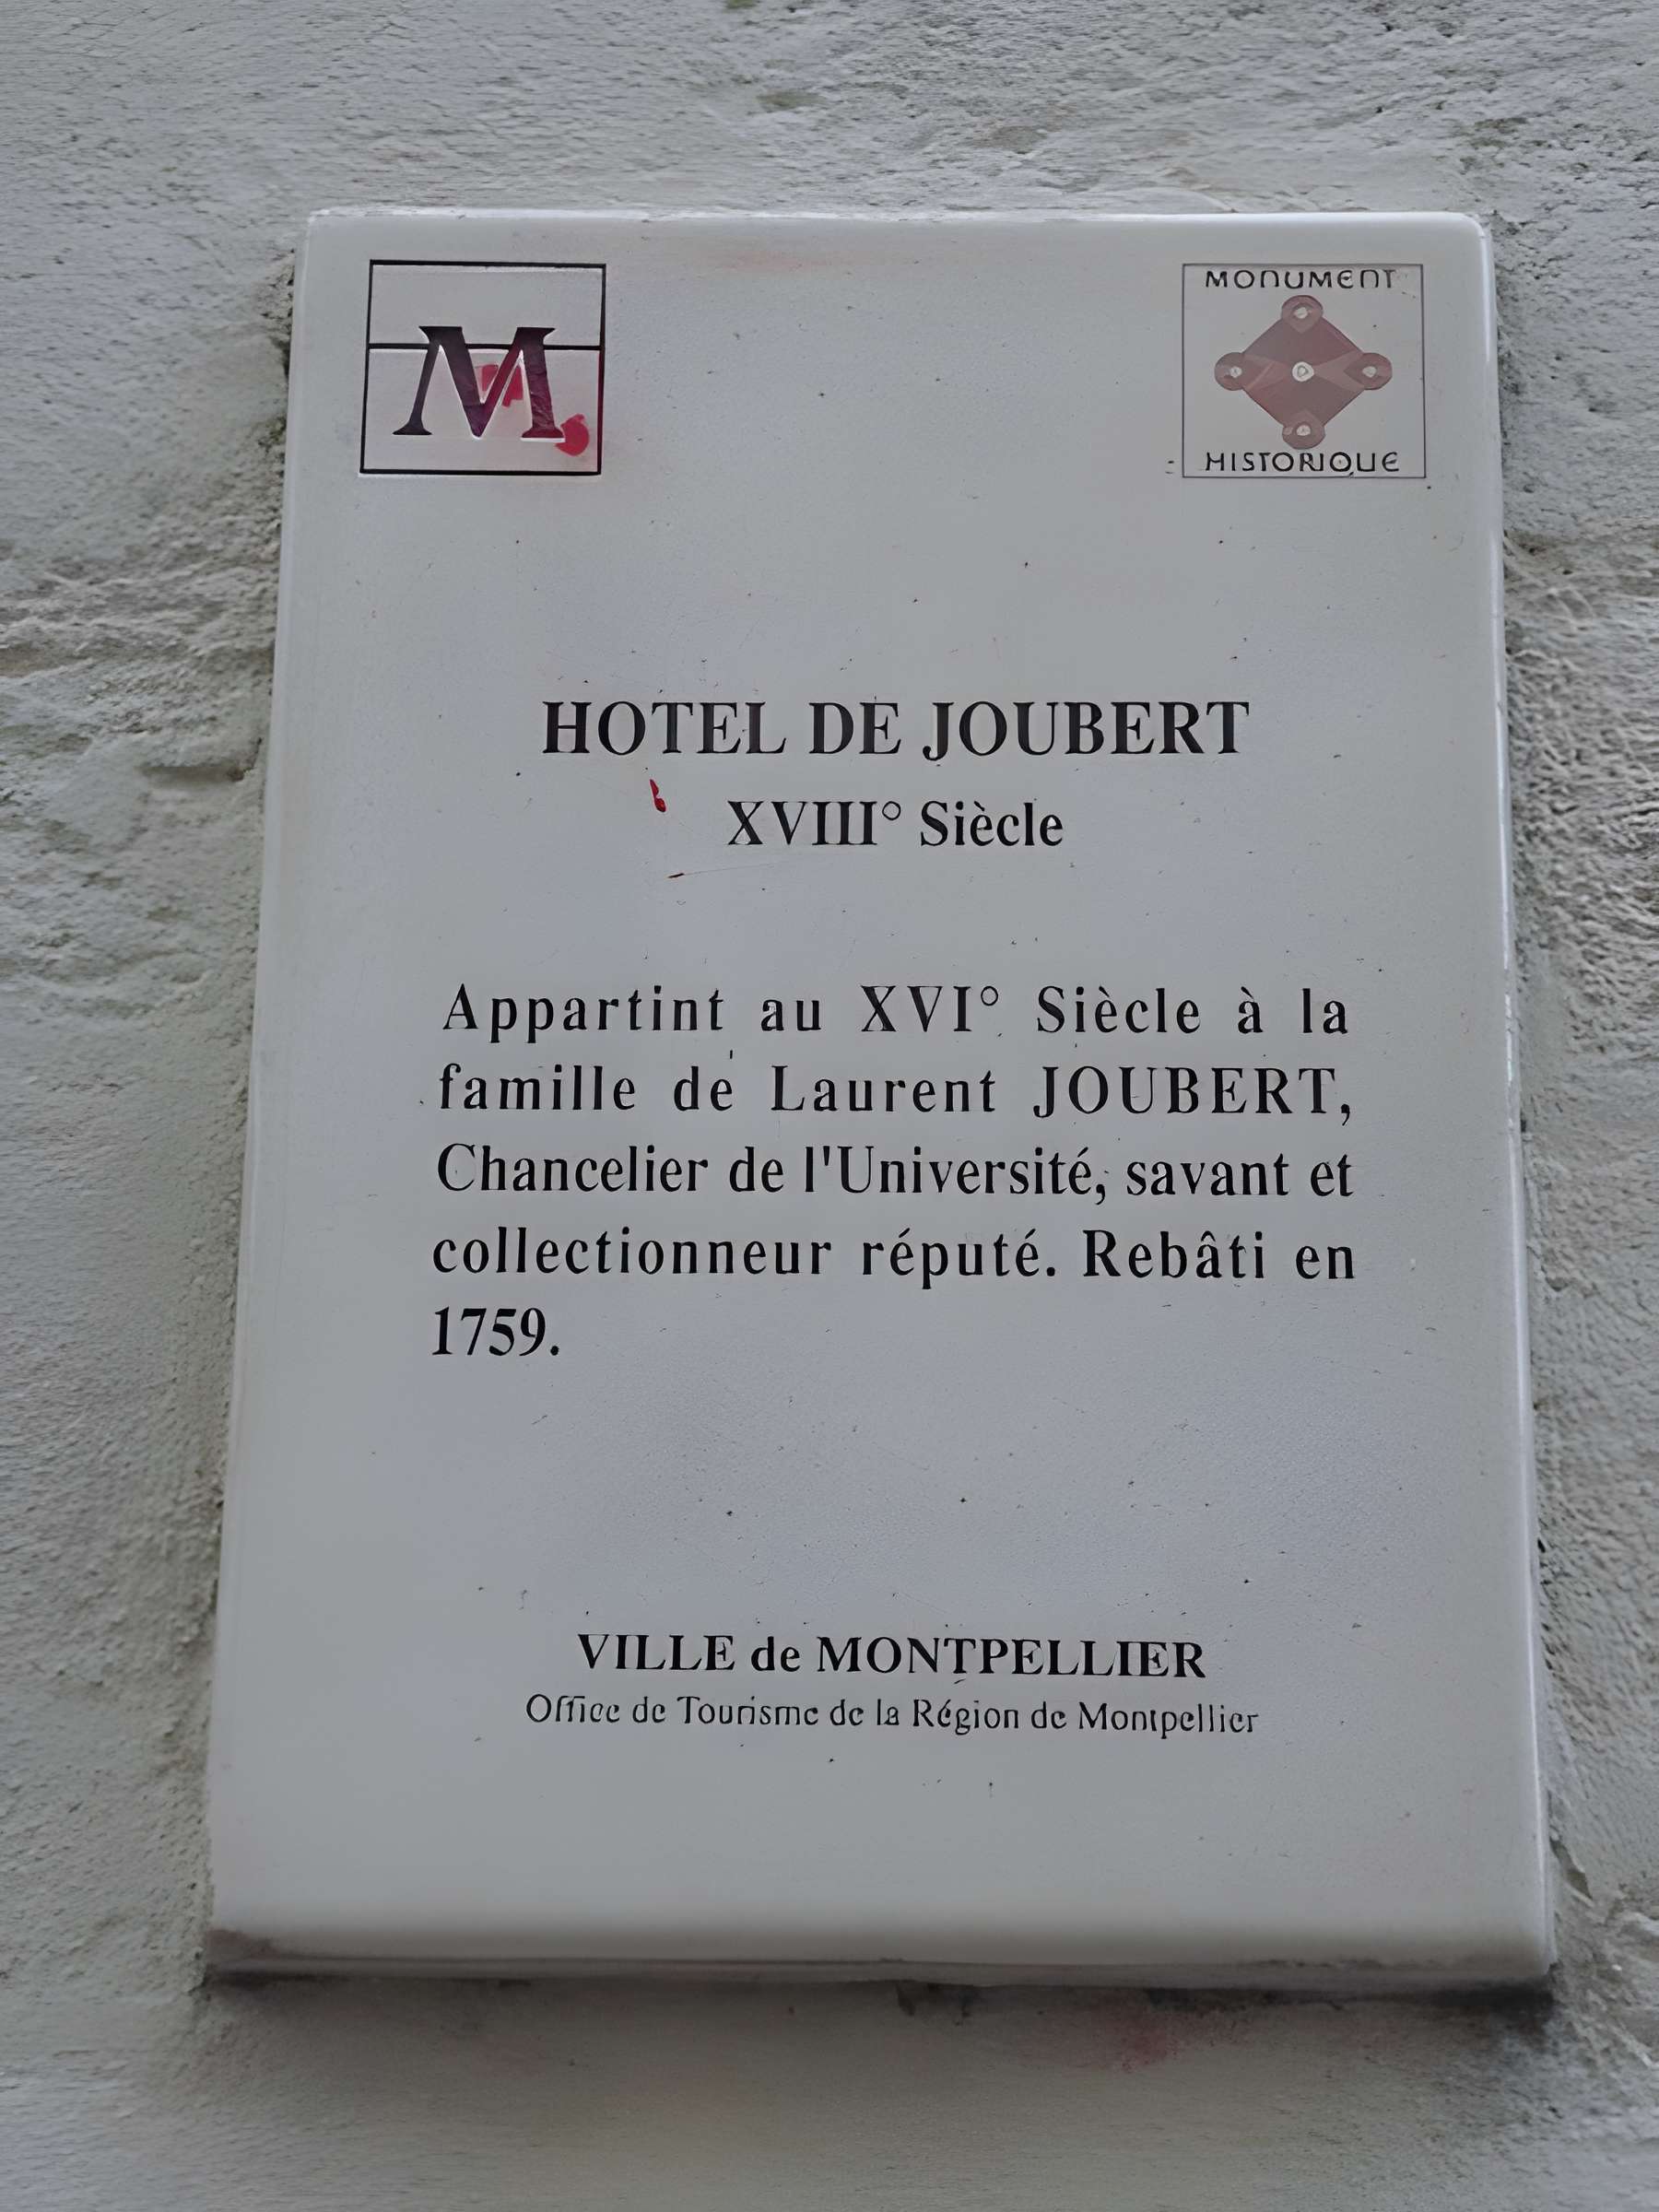 M
MONUMENT
HISTORIQUE
HOTEL DE JOUBERT
XVIII° Siècle
Appartint au XVI° Siècle à la
famille de Laurent JOUBERT,
Chancelier de l'Université, savant et
collectionneur réputé. Rebâti en
1759.
VILLE de MONTPELLIER
Office de Tourisme de la Région de Montpellier